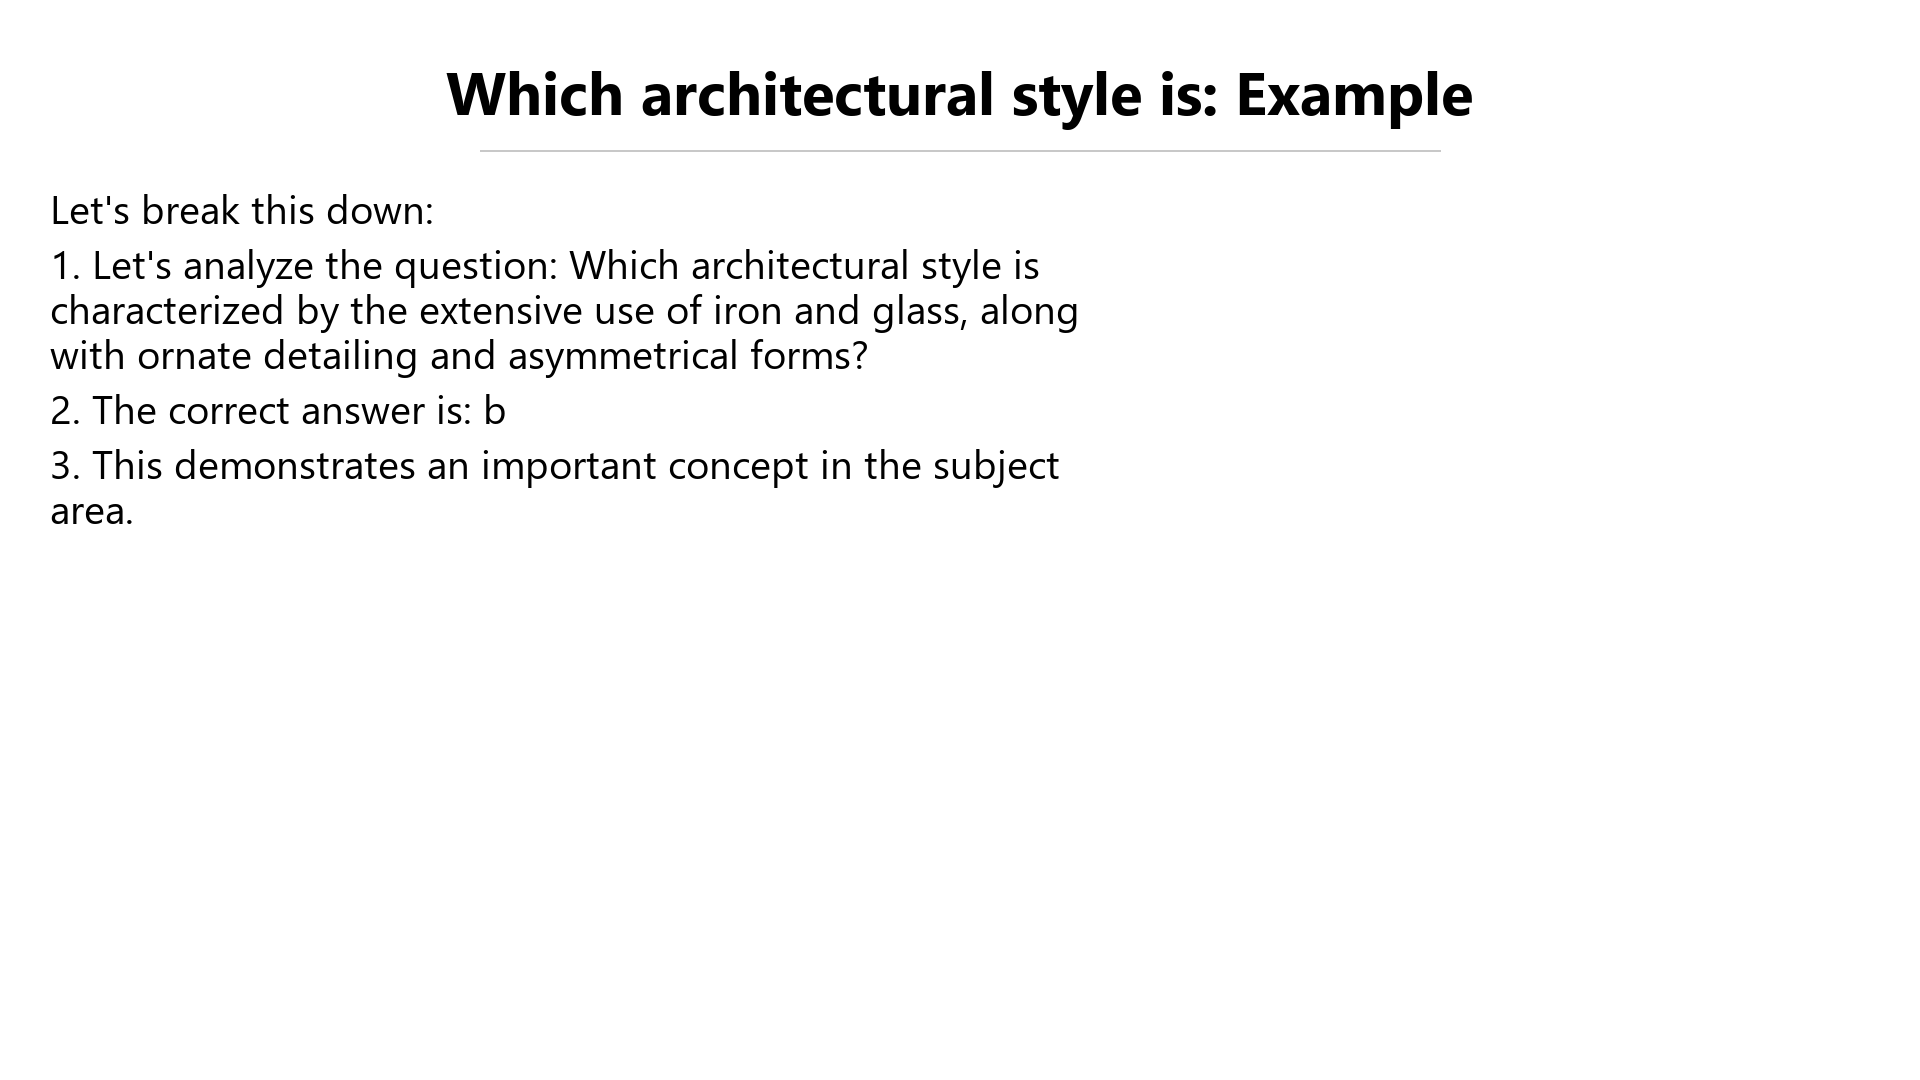 Which architectural style is: Example
Let's break this down:
1. Let's analyze the question: Which architectural style is
characterized by the extensive use of iron and glass, along
with ornate detailing and asymmetrical forms?
2. The correct answer is: b
3. This demonstrates an important concept in the subject
area.